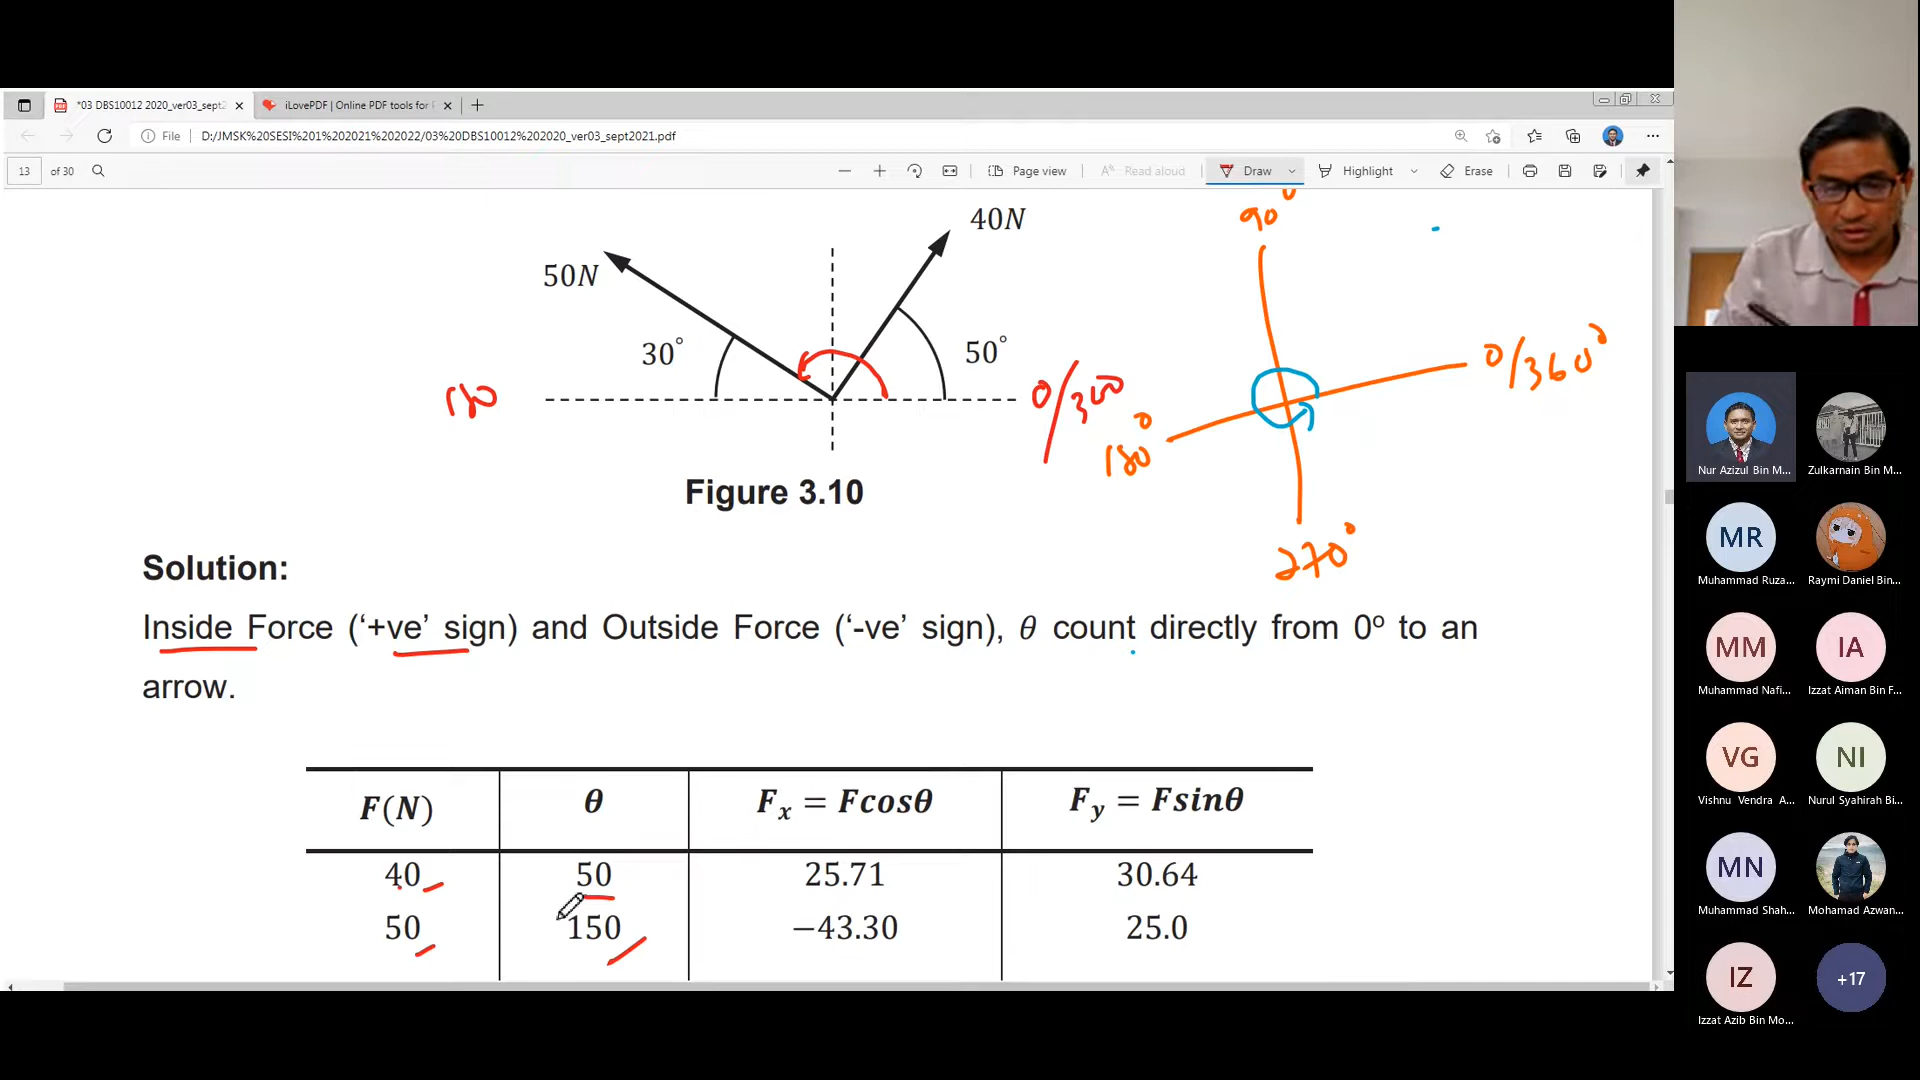 *03 DBS10012 2020_ver03_sept2
iLovePDF | Online PDF tools for
File
D:/JMSK%20SESI%201%202021%202022/03%20DBS10012%202020_ver03_sept2021.pdf
13 of 30
Page view
Read aloud
Draw
Highlight
Erase
40N
50N
30°
50°
180
0/360
90°
0/360°
180°
270°
Figure 3.10
Solution:
Inside Force (‘+ve’ sign) and Outside Force (‘-ve’ sign), θ count directly from 0º to an
arrow.
F(N) θ Fx = Fcosθ Fy = Fsinθ
40 50 25.71 30.64
50 150 −43.30 25.0
Nur Azizul Bin M...
Zulkarnain Bin M...
MR
Muhammad Ruza...
Raymi Daniel Bin...
MM
Muhammad Nafi...
IA
Izzat Aiman Bin F...
VG
Vishnu Vendra A...
NI
Nurul Syahirah Bi...
MN
Muhammad Shah...
Mohamad Azwan...
IZ
Izzat Azib Bin Mo...
+17